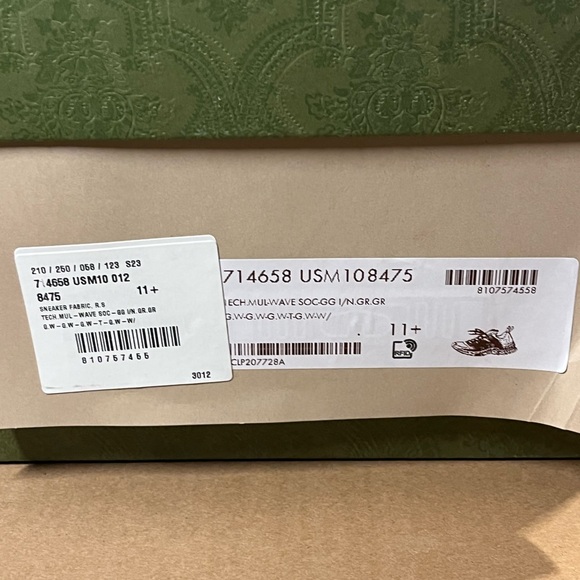 210 / 250 / 058 / 123 S23
714658 USM10 012
8475 11+
SNEAKER FABRIC, R.S
TECH.MUL-WAVE SOC-GG I/N.GR.GR
G.W-G.W-G.W-T-G.W-W/
810757455
3012
714658 USM108475
TECH.MUL-WAVE SOC-GG I/N.GR.GR
G.W-G.W-G.W-T-G.W-W/
11+
RFID
CLP207728A
8107574558